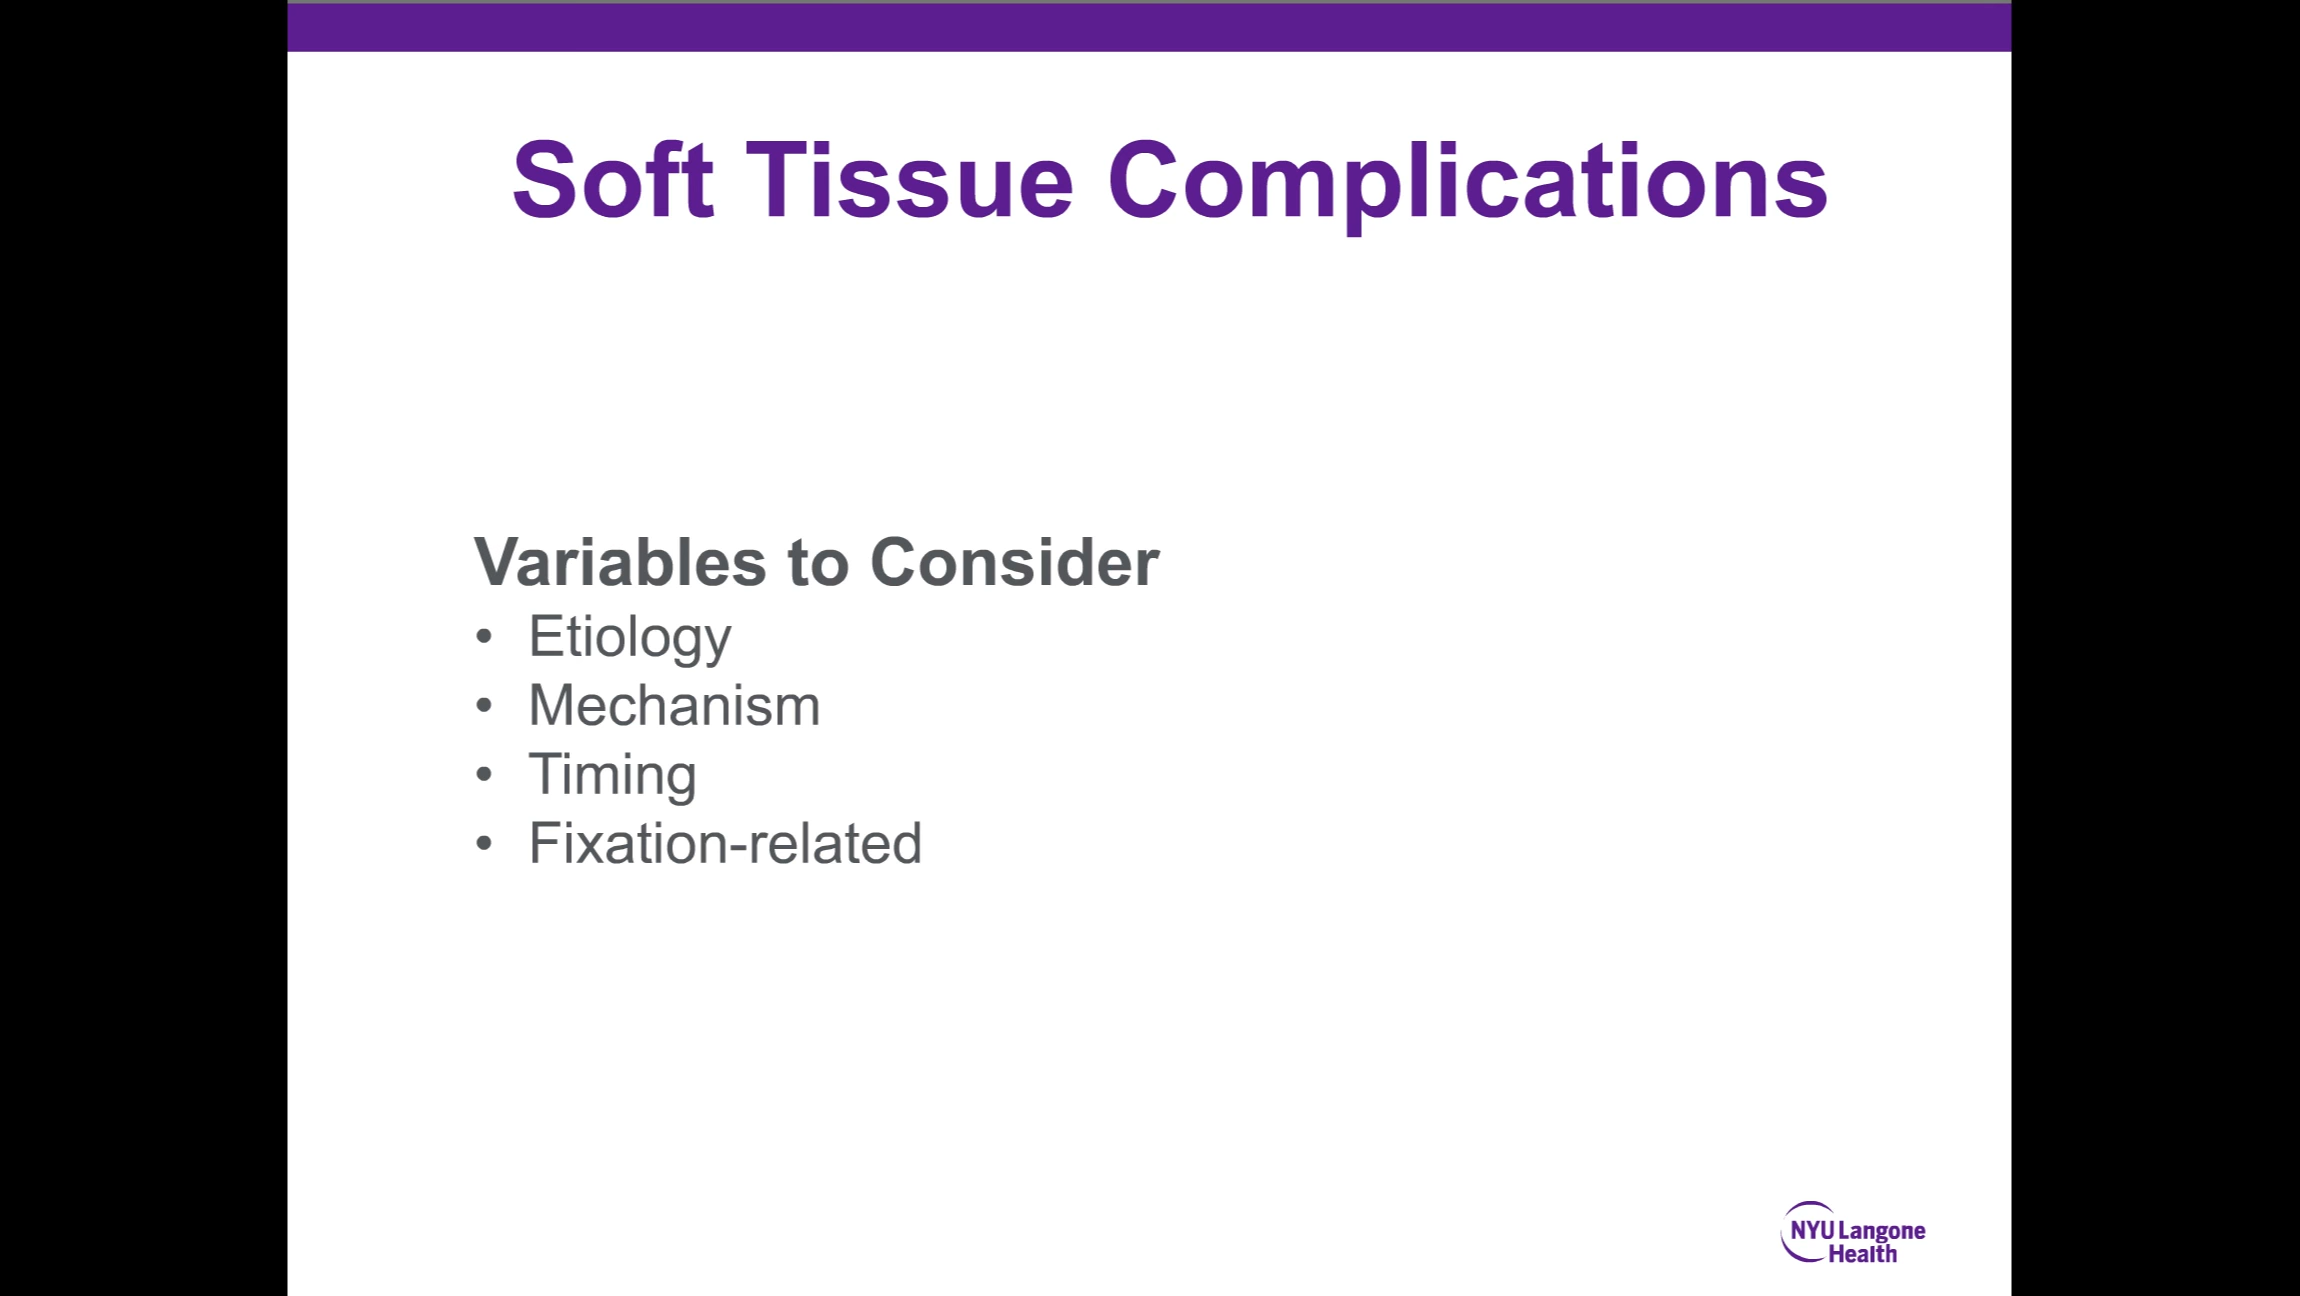 Soft Tissue Complications
Variables to Consider
• Etiology
• Mechanism
• Timing
• Fixation-related
NYU Langone
Health